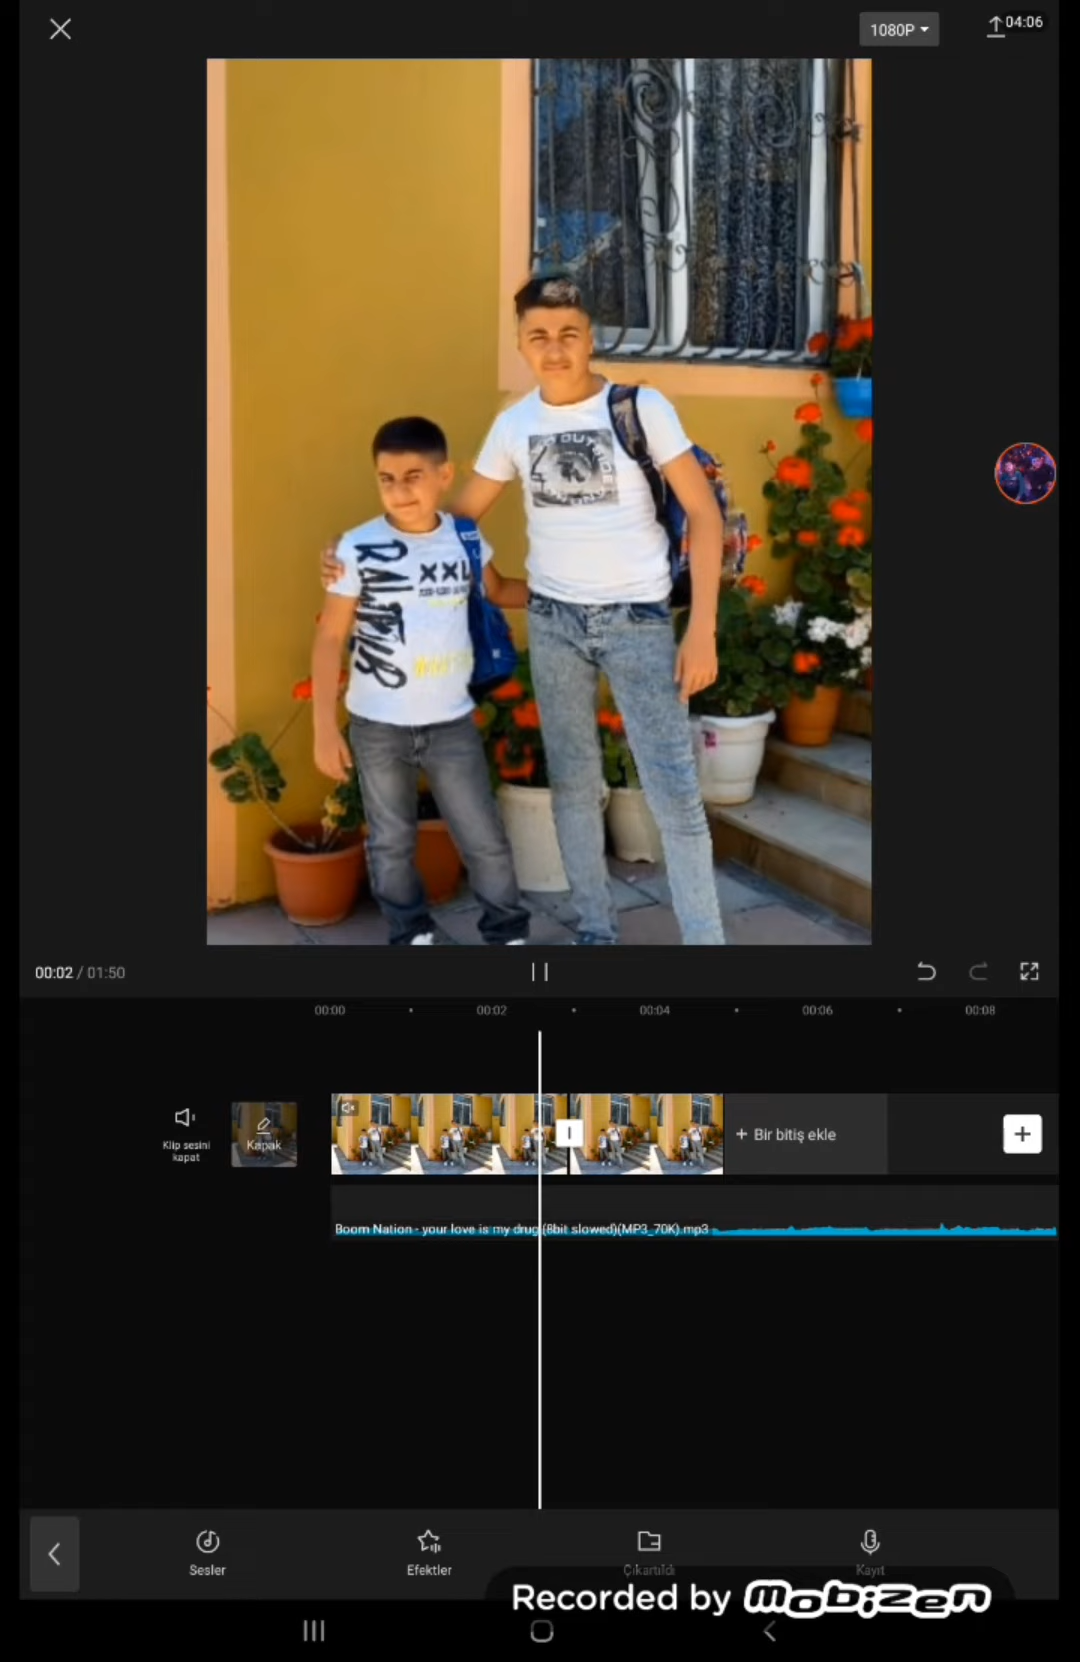 1080P
04:06
XXL
00:02 / 01:50
00:00
00:02
00:04
00:06
00:08
Klip sesini
kapat
Kapak
+ Bir bitiş ekle
Boom Nation - your love is my drug (8bit slowed)(MP3_70K).mp3
Sesler
Efektler
Çıkartıldı
Kayıt
Recorded by mobizen